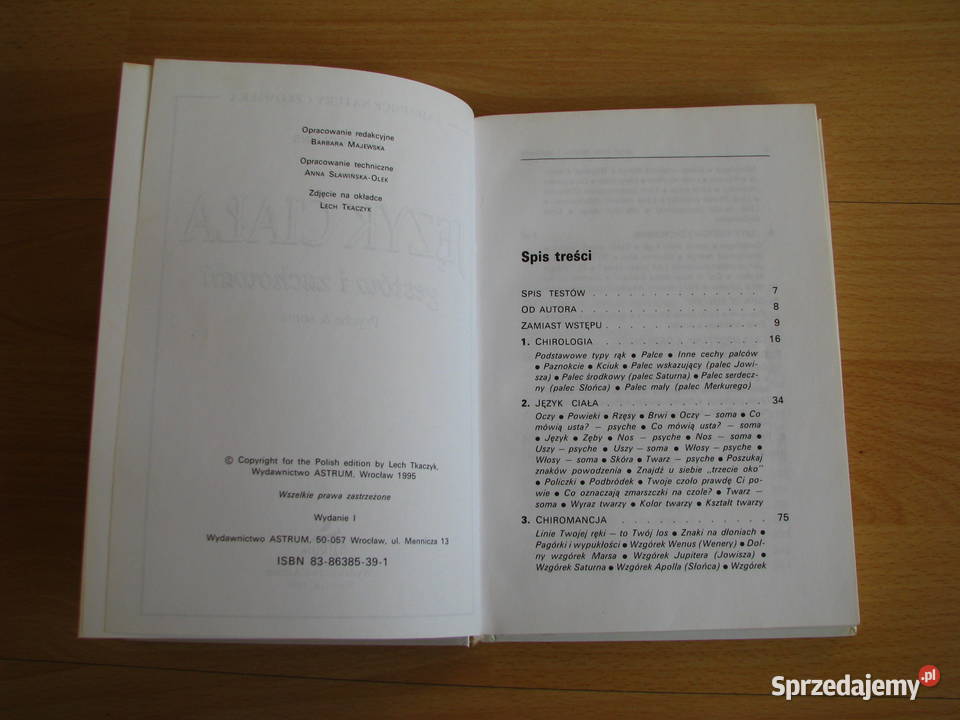 Opracowanie redakcyjne
BARBARA MAJEWSKA
Opracowanie techniczne
ANNA SŁAWIŃSKA-OLEK
Zdjęcie na okładce
LECH TKACZYK
JĘZYK CIAŁA
gestów i zachowań
© Copyright for the Polish edition by Lech Tkaczyk,
Wydawnictwo ASTRUM, Wrocław 1995
Wszelkie prawa zastrzeżone
Wydanie I
Wydawnictwo ASTRUM, 50-057 Wrocław, ul. Mennicza 13
ISBN 83-86385-39-1
Spis treści
SPIS TESTÓW . . . . . . . . . . . . . 7
OD AUTORA . . . . . . . . . . . . . 8
ZAMIAST WSTĘPU . . . . . . . . . . . . 9
1. CHIROLOGIA . . . . . . . . . . . . 16
Podstawowe typy rąk ● Palce ● Inne cechy palców
● Paznokcie ● Kciuk ● Palec wskazujący (palec Jowi-
sza) ● Palec środkowy (palec Saturna) ● Palec serdecz-
ny (palec Słońca) ● Palec mały (palec Merkurego)
2. JĘZYK CIAŁA . . . . . . . . . . . . 34
Oczy ● Powieki ● Rzęsy ● Brwi ● Oczy — soma ● Co
mówią usta? — psyche ● Co mówią usta? — soma
● Język ● Zęby ● Nos — psyche ● Nos — soma ●
Uszy — psyche ● Uszy — soma ● Włosy — psyche ●
Włosy — soma ● Skóra ● Twarz — psyche ● Poszukaj
znaków powodzenia ● Znajdź u siebie „trzecie oko"
● Policzki ● Podbródek ● Twoje czoło prawdę Ci po-
wie ● Co oznaczają zmarszczki na czole? ● Twarz —
soma ● Wyraz twarzy ● Kolor twarzy ● Kształt twarzy
3. CHIROMANCJA . . . . . . . . . . . . 75
Linie Twojej ręki — to Twój los ● Znaki na dłoniach ●
Pagórki i wypukłości ● Wzgórek Wenus (Wenery) ● Dol-
ny wzgórek Marsa ● Wzgórek Jupitera (Jowisza) ●
Wzgórek Saturna ● Wzgórek Apolla (Słońca) ● Wzgórek
Sprzedajemy.pl